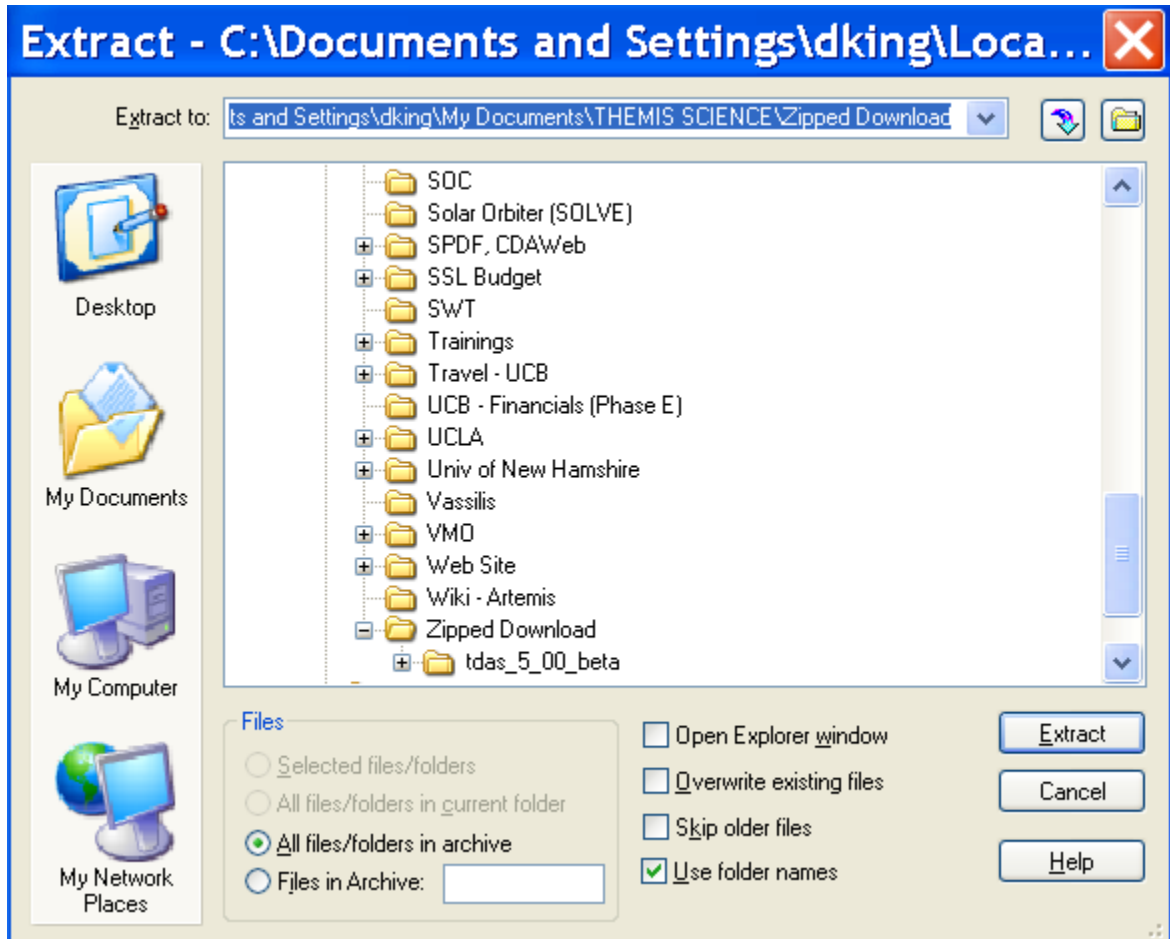 Extract - C:\Documents and Settings\dking\Loca...
Extract to: ts and Settings\dking\My Documents\THEMIS SCIENCE\Zipped Download
SOC
Solar Orbiter (SOLVE)
SPDF, CDAWeb
SSL Budget
SWT
Trainings
Travel - UCB
UCB - Financials (Phase E)
UCLA
Univ of New Hamshire
Vassilis
VMO
Web Site
Wiki - Artemis
Zipped Download
tdas_5_00_beta
Desktop
My Documents
My Computer
My Network
Places
Files
Selected files/folders
All files/folders in current folder
All files/folders in archive
Files in Archive:
Open Explorer window
Overwrite existing files
Skip older files
Use folder names
Extract
Cancel
Help